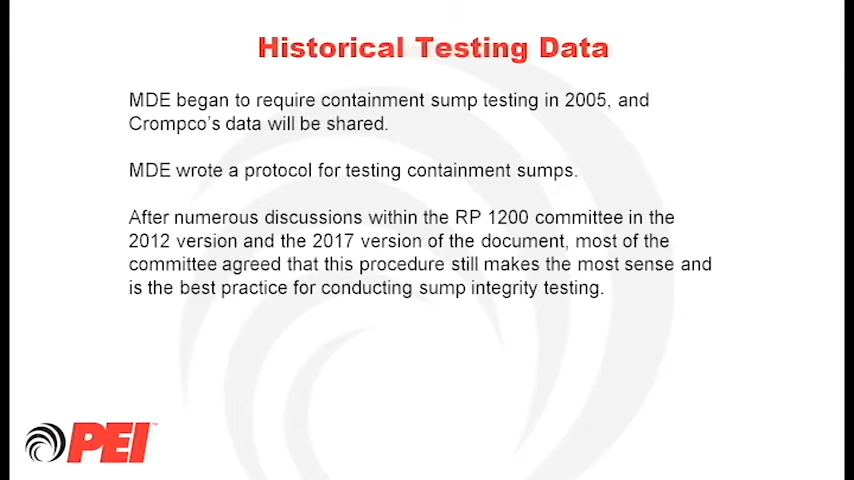 Historical Testing Data
MDE began to require containment sump testing in 2005, and
Crompco's data will be shared.
MDE wrote a protocol for testing containment sumps.
After numerous discussions within the RP 1200 committee in the
2012 version and the 2017 version of the document, most of the
committee agreed that this procedure still makes the most sense and
is the best practice for conducting sump integrity testing.
PEI™